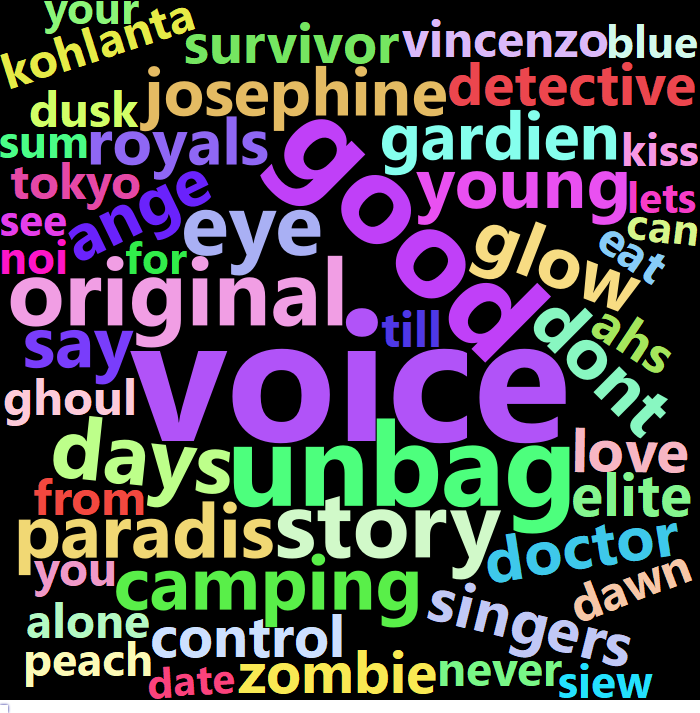 your
kohlanta
survivor
vincenzo
blue
dusk
josephine
detective
sum
royals
good
gardien
kiss
tokyo
ange
young
lets
see
eye
glow
can
noi
for
eat
original
say
till
dont
ahs
voice
ghoul
days
unbag
love
from
story
elite
paradis
doctor
you
camping
dawn
alone
control
singers
peach
date
zombie
never
siew